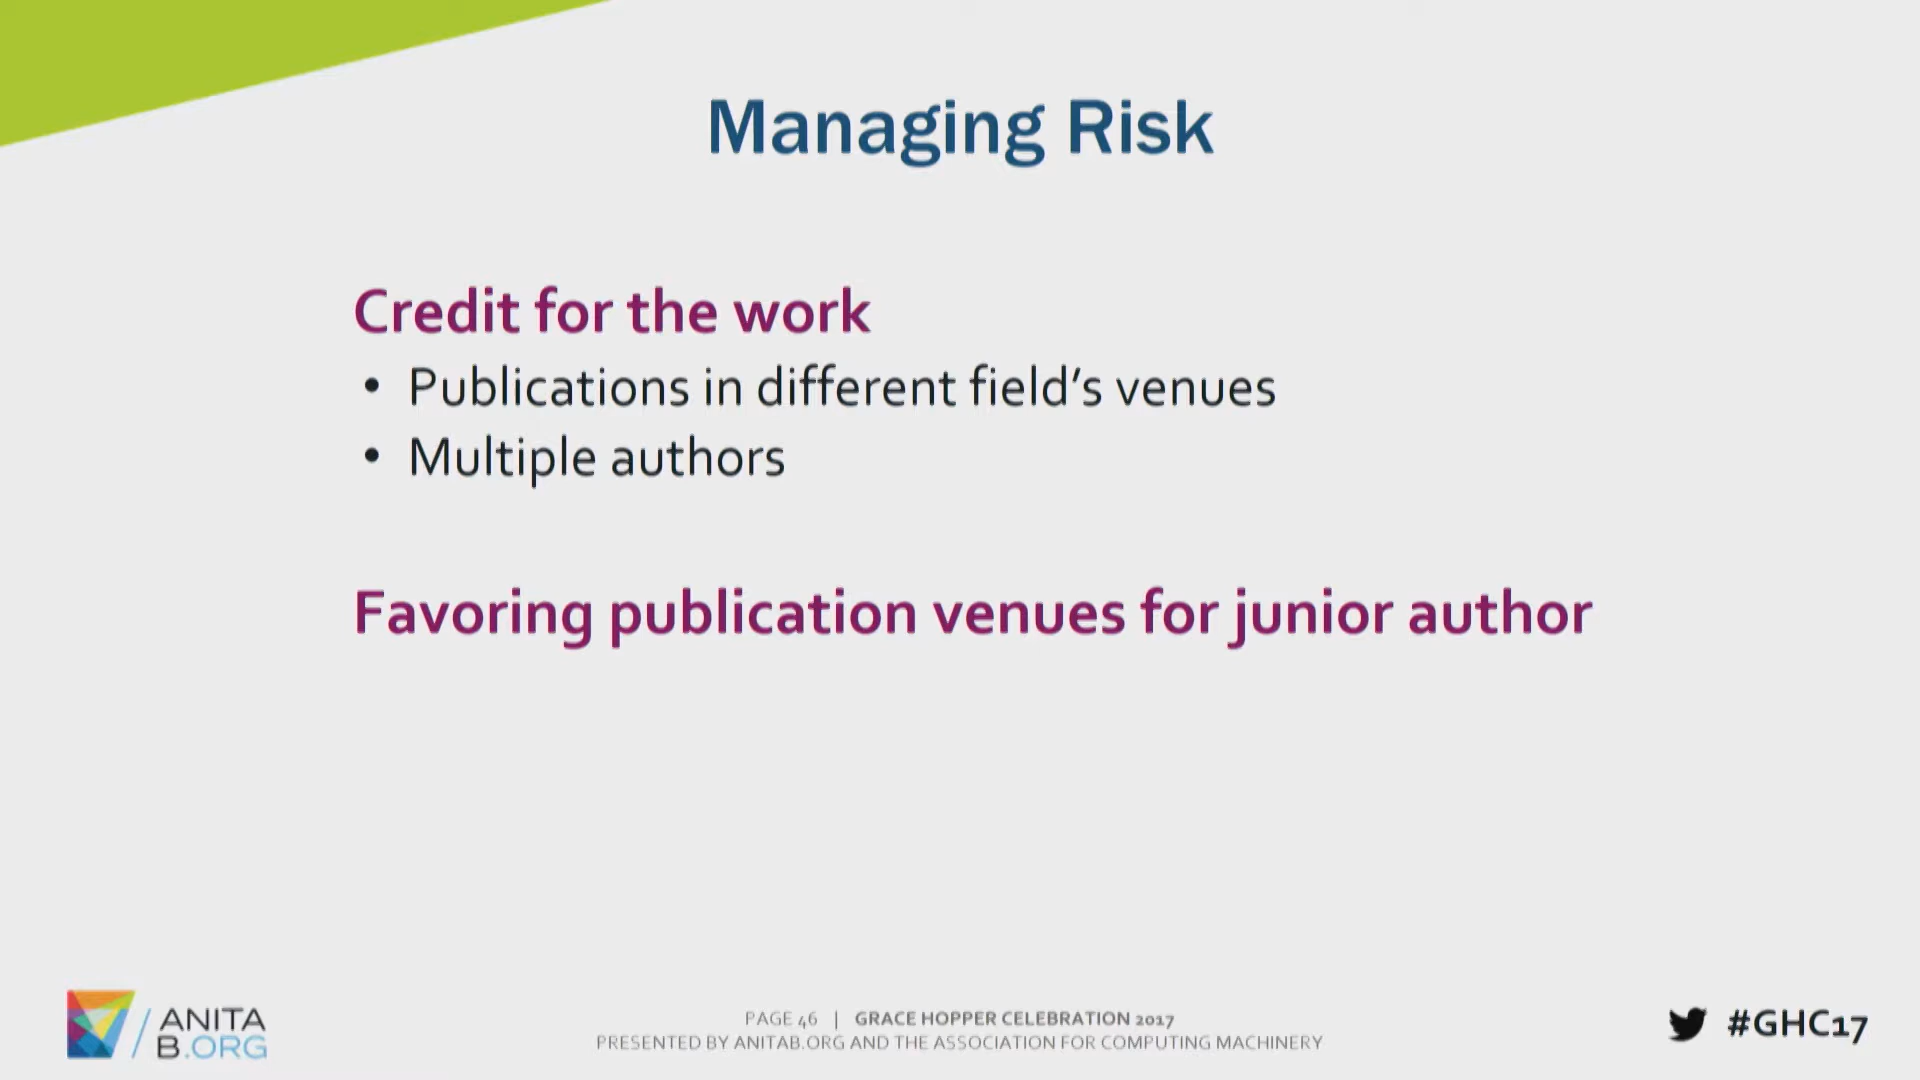 Managing Risk
Credit for the work
• Publications in different field's venues
• Multiple authors
Favoring publication venues for junior author
ANITA
B.ORG
PAGE 46 | GRACE HOPPER CELEBRATION 2017
PRESENTED BY ANITAB.ORG AND THE ASSOCIATION FOR COMPUTING MACHINERY
#GHC17